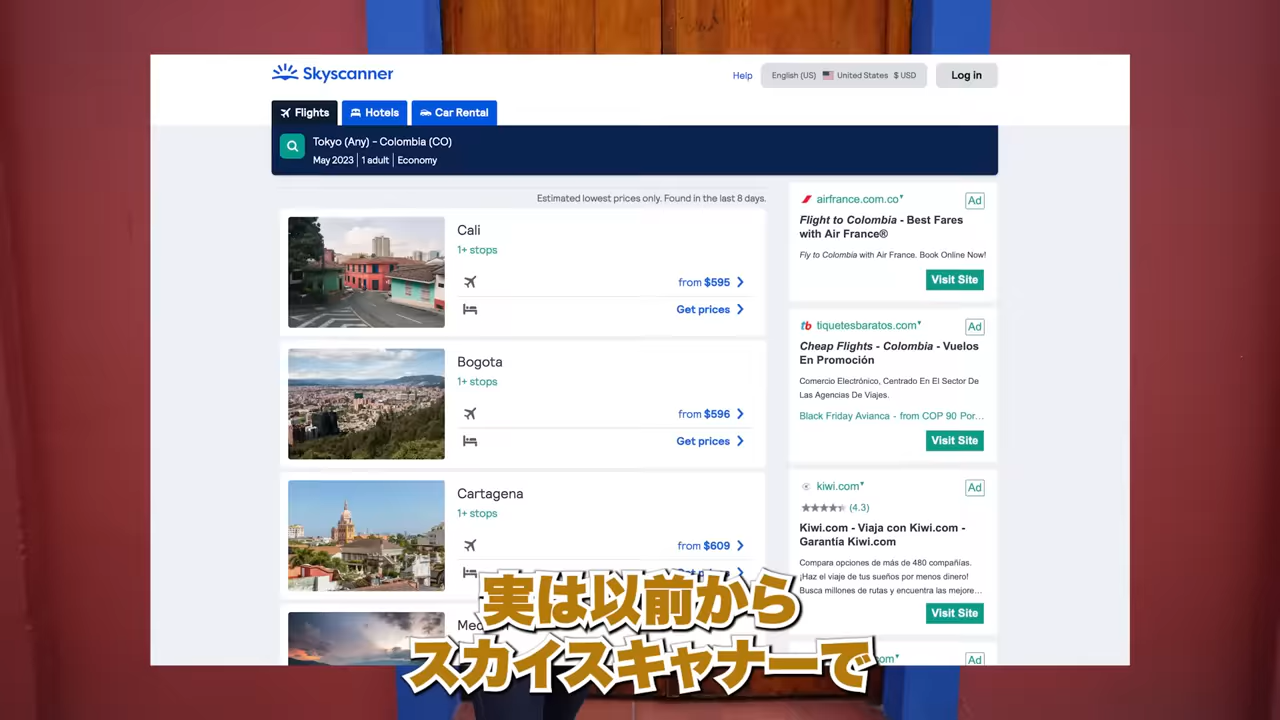 Skyscanner
Help
English (US) United States $ USD
Log in
Flights
Hotels
Car Rental
Tokyo (Any) – Colombia (CO)
May 2023 | 1 adult | Economy
Estimated lowest prices only. Found in the last 8 days.
Cali
1+ stops
from $595
Get prices
Bogota
1+ stops
from $596
Get prices
Cartagena
1+ stops
from $609
airfrance.com.co
Ad
Flight to Colombia - Best Fares
with Air France®
Fly to Colombia with Air France. Book Online Now!
Visit Site
tiquetesbaratos.com
Ad
Cheap Flights - Colombia - Vuelos
En Promoción
Comercio Electrónico, Centrado En El Sector De
Las Agencias De Viajes.
Black Friday Avianca - from COP 90 Por...
Visit Site
kiwi.com
Ad
(4.3)
Kiwi.com - Viaja con Kiwi.com -
Garantía Kiwi.com
Compara opciones de más de 480 compañías.
¡Haz el viaje de tus sueños por menos dinero!
Busca millones de rutas y encuentra las mejore...
Visit Site
Ad
実は以前から
スカイスキャナーで